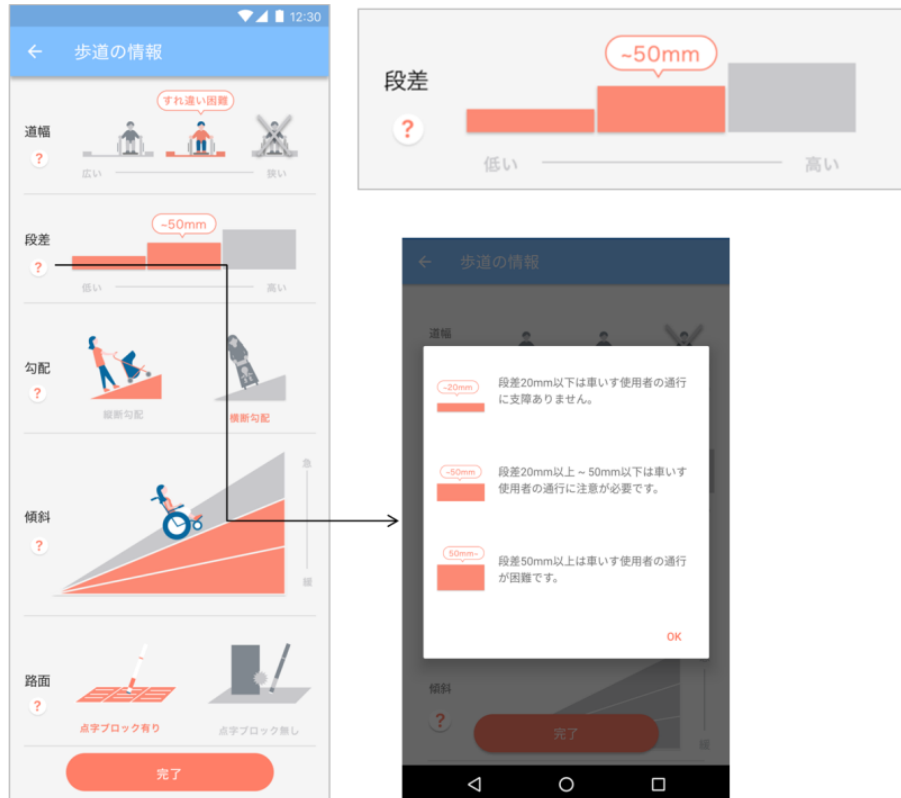 12:30
歩道の情報
すれ違い困難
道幅
?
広い
狭い
~50mm
段差
?
低い
高い
勾配
?
縦断勾配
横断勾配
急
傾斜
?
緩
路面
?
点字ブロック有り
点字ブロック無し
完了
~50mm
段差
?
低い
高い
歩道の情報
道幅
~20mm
段差20mm以下は車いす使用者の通行
に支障ありません。
~50mm
段差20mm以上 ~ 50mm以下は車いす
使用者の通行に注意が必要です。
50mm~
段差50mm以上は車いす使用者の通行
が困難です。
OK
傾斜
?
完了
緩